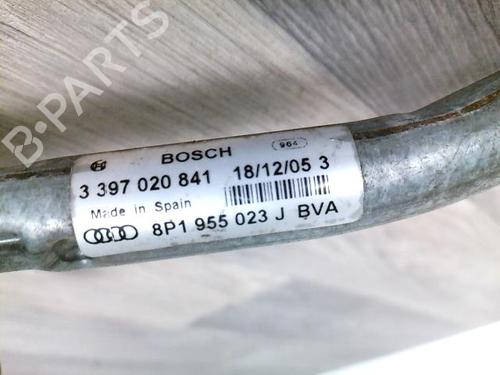 B-PARTS
BOSCH
964
3 397 020 841 18/12/05 3
Made in Spain
8P1 955 023 J BVA